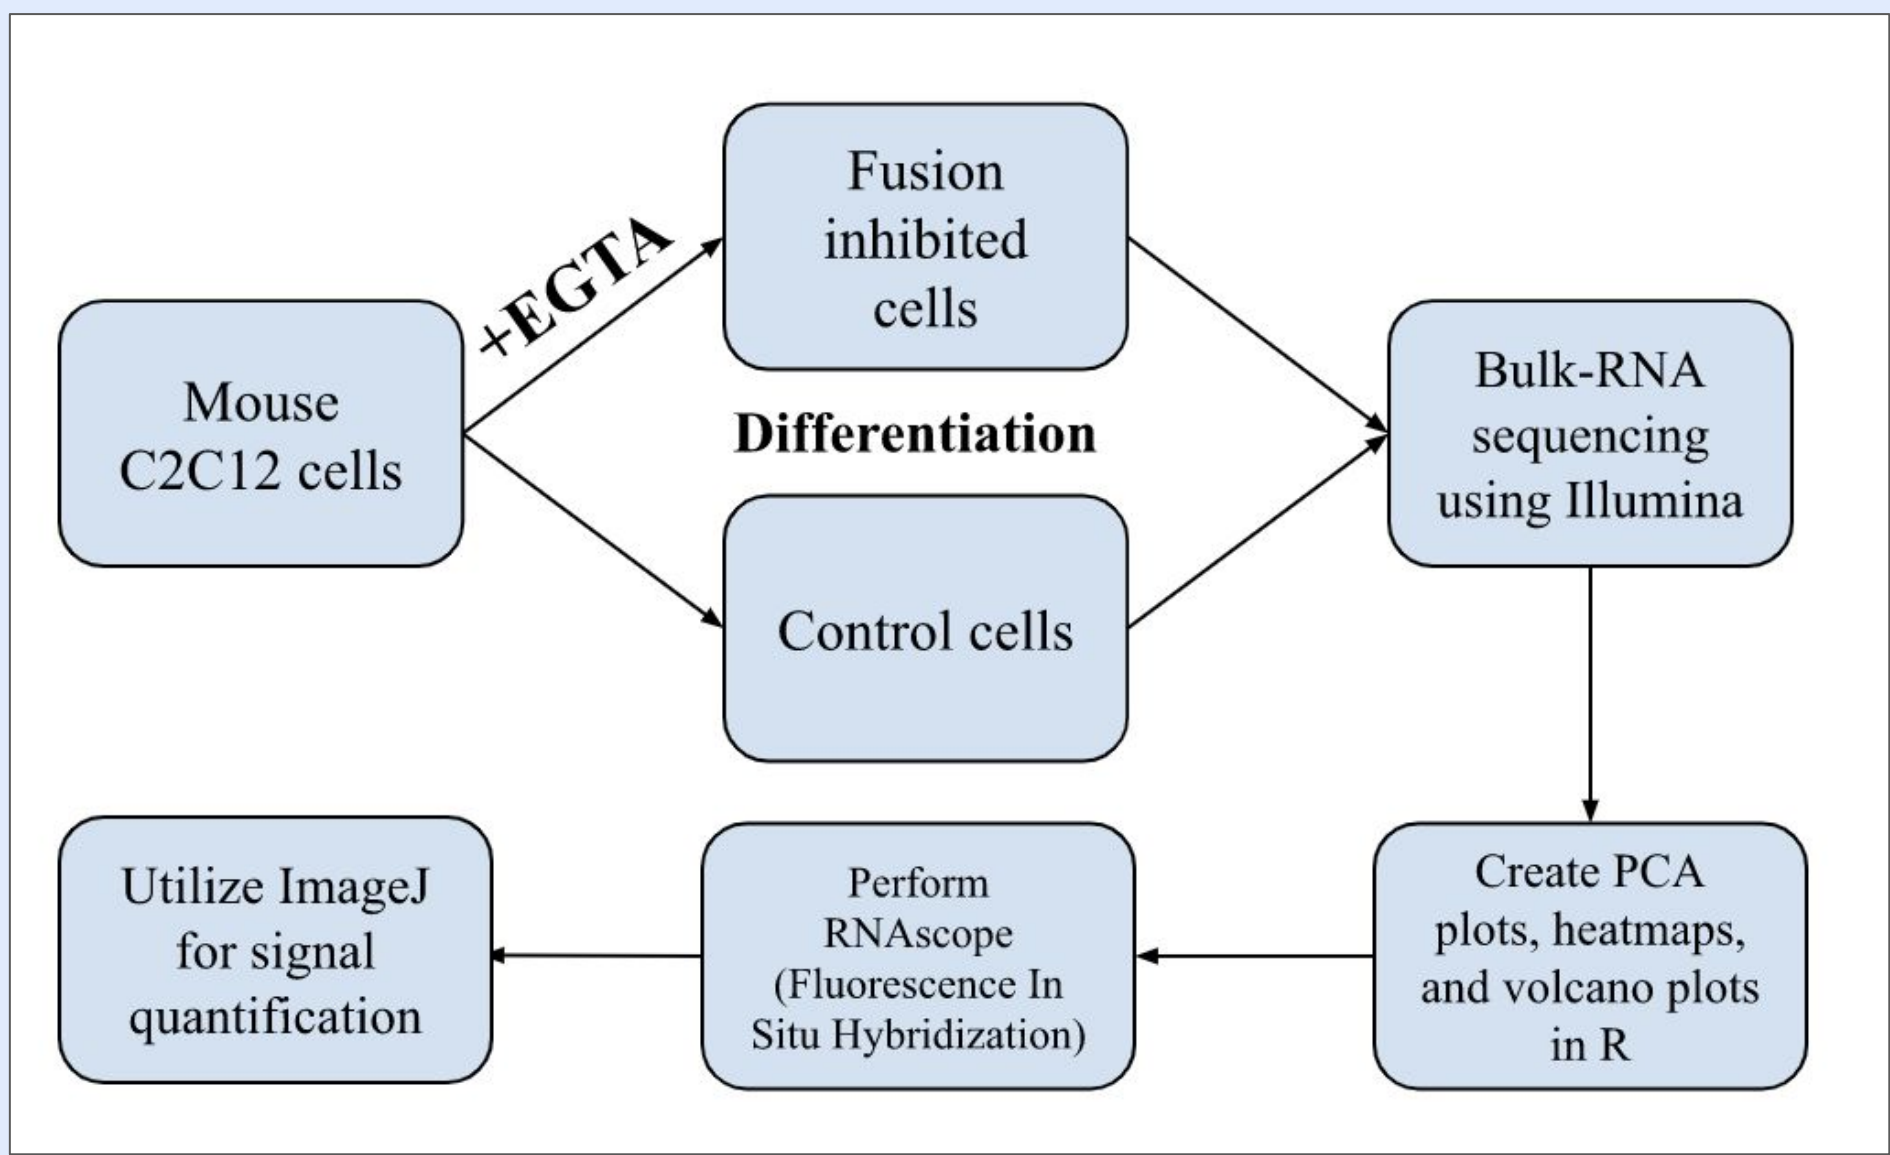 Mouse
C2C12 cells
+EGTA
Fusion
inhibited
cells
Differentiation
Control cells
Bulk-RNA
sequencing
using Illumina
Create PCA
plots, heatmaps,
and volcano plots
in R
Perform
RNAscope
(Fluorescence In
Situ Hybridization)
Utilize ImageJ
for signal
quantification